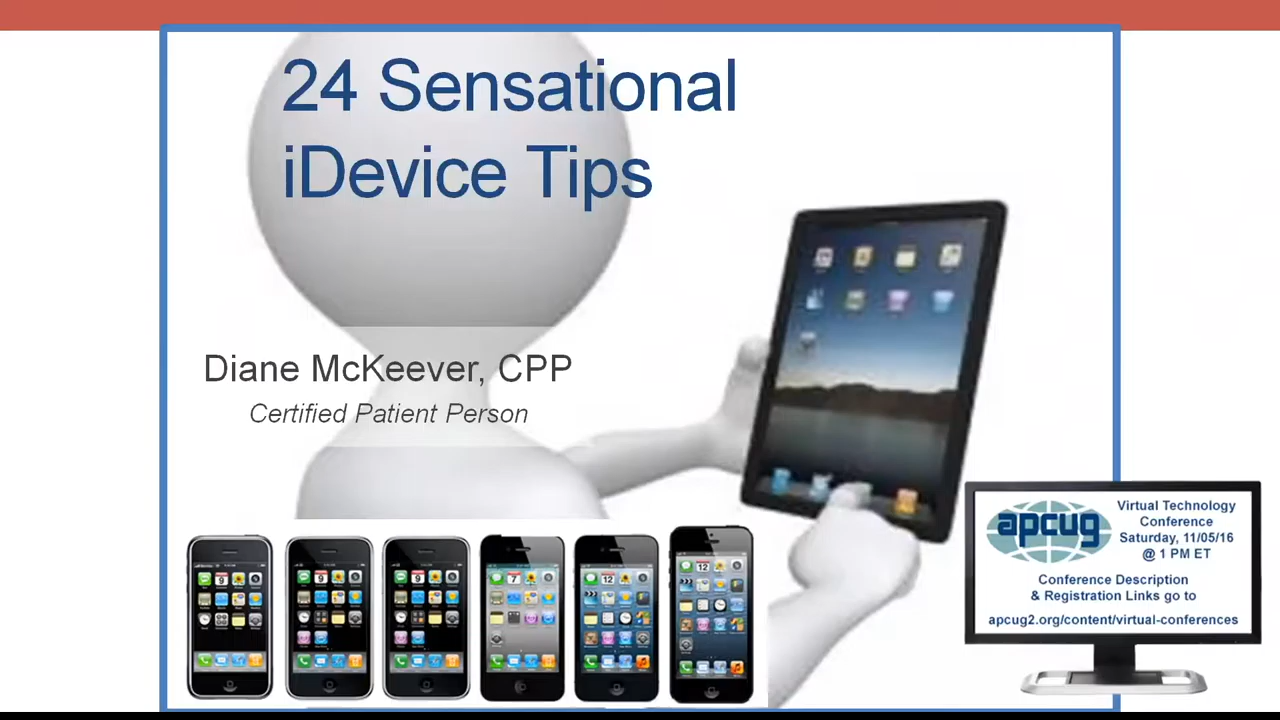 24 Sensational
iDevice Tips
Diane McKeever, CPP
Certified Patient Person
apcug
Virtual Technology
Conference
Saturday, 11/05/16
@ 1 PM ET
Conference Description
& Registration Links go to
apcug2.org/content/virtual-conferences